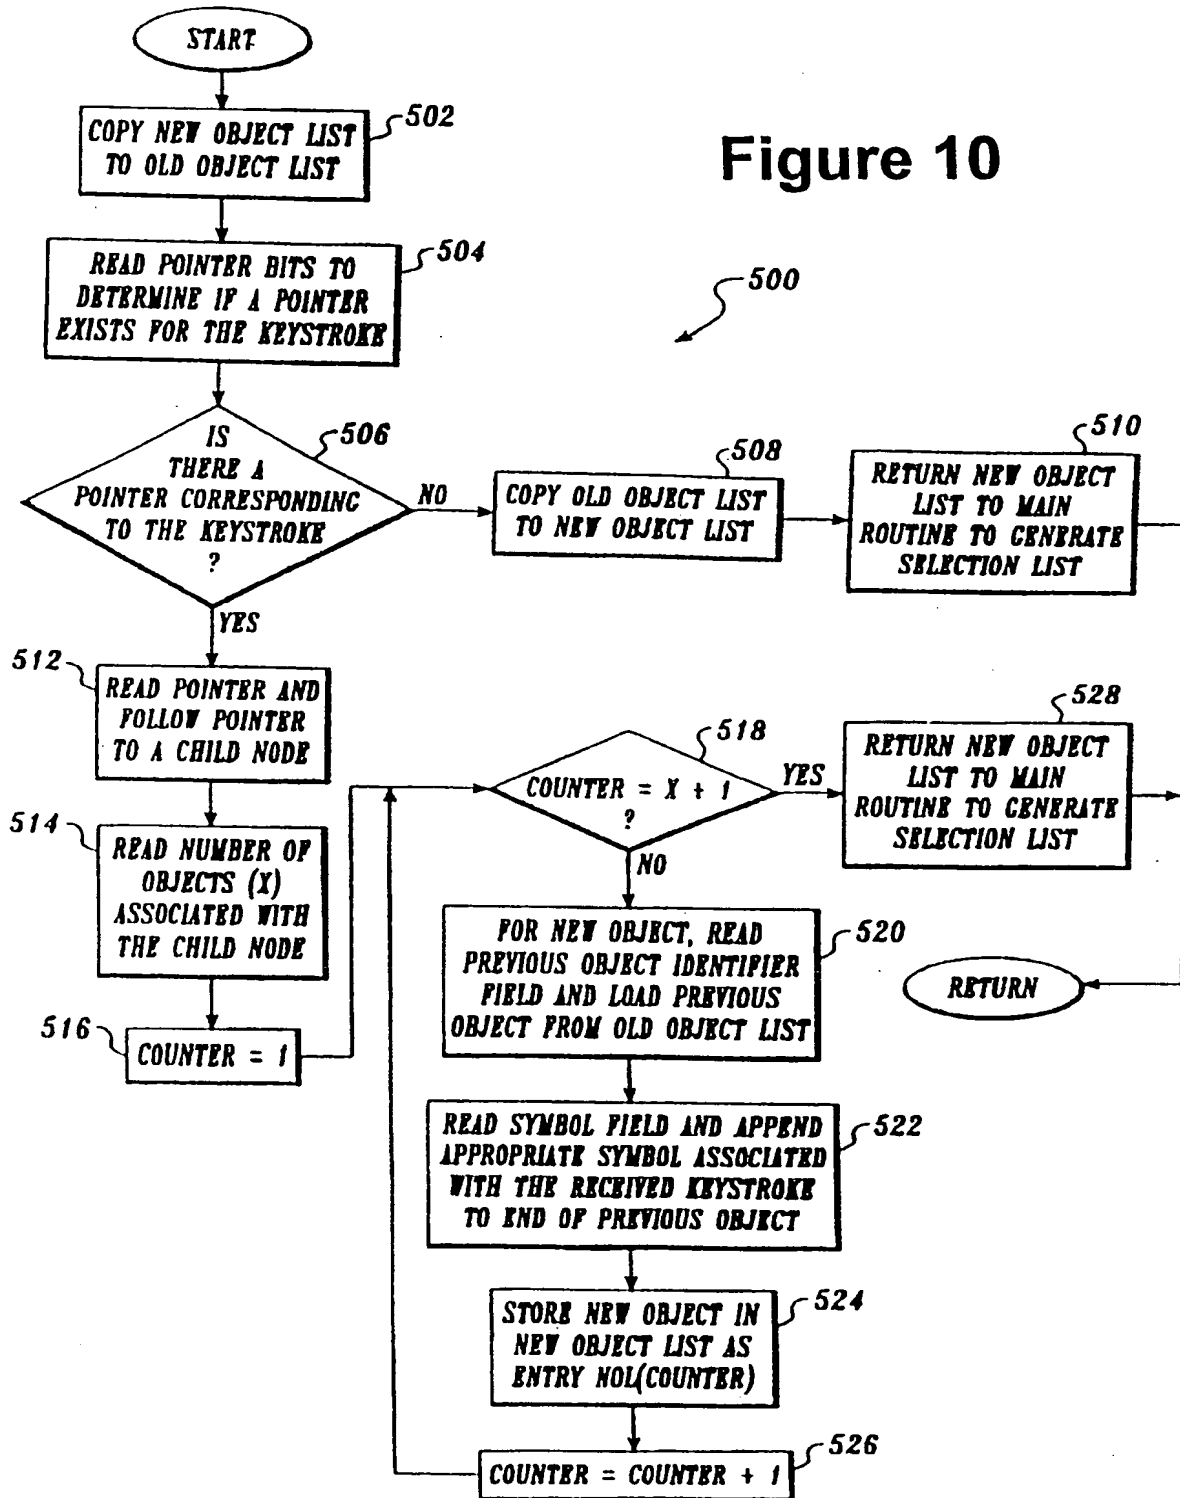 START
502
COPY NEW OBJECT LIST
TO OLD OBJECT LIST
Figure 10
504
READ POINTER BITS TO
DETERMINE IF A POINTER
EXISTS FOR THE KEYSTROKE
500
506
IS
THERE A
POINTER CORRESPONDING
TO THE KEYSTROKE
?
NO
508
COPY OLD OBJECT LIST
TO NEW OBJECT LIST
510
RETURN NEW OBJECT
LIST TO MAIN
ROUTINE TO GENERATE
SELECTION LIST
YES
512
READ POINTER AND
FOLLOW POINTER
TO A CHILD NODE
514
READ NUMBER OF
OBJECTS (X)
ASSOCIATED WITH
THE CHILD NODE
516
COUNTER = 1
518
COUNTER = X + 1
?
YES
528
RETURN NEW OBJECT
LIST TO MAIN
ROUTINE TO GENERATE
SELECTION LIST
NO
520
FOR NEW OBJECT, READ
PREVIOUS OBJECT IDENTIFIER
FIELD AND LOAD PREVIOUS
OBJECT FROM OLD OBJECT LIST
RETURN
522
READ SYMBOL FIELD AND APPEND
APPROPRIATE SYMBOL ASSOCIATED
WITH THE RECEIVED KEYSTROKE
TO END OF PREVIOUS OBJECT
524
STORE NEW OBJECT IN
NEW OBJECT LIST AS
ENTRY NOL(COUNTER)
526
COUNTER = COUNTER + 1